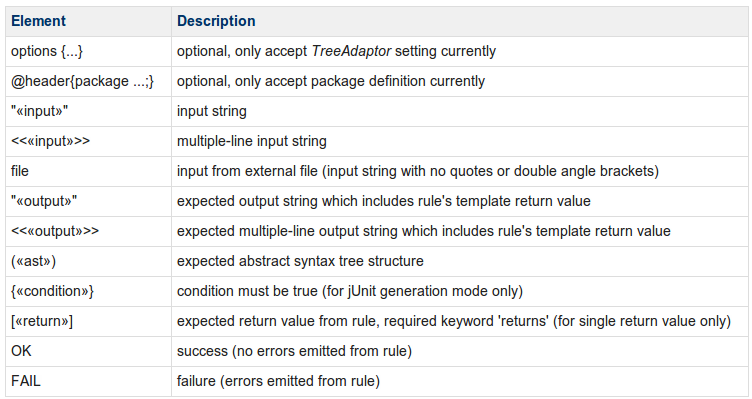 Element Description
options {...} optional, only accept TreeAdaptor setting currently
@header{package ...;} optional, only accept package definition currently
"«input»" input string
<<«input»>> multiple-line input string
file input from external file (input string with no quotes or double angle brackets)
"«output»" expected output string which includes rule's template return value
<<«output»>> expected multiple-line output string which includes rule's template return value
(«ast») expected abstract syntax tree structure
{«condition»} condition must be true (for jUnit generation mode only)
[«return»] expected return value from rule, required keyword 'returns' (for single return value only)
OK success (no errors emitted from rule)
FAIL failure (errors emitted from rule)